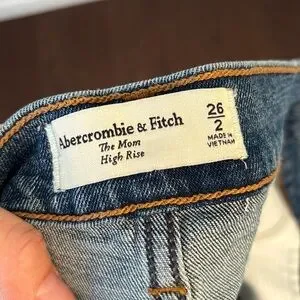 Abercrombie & Fitch
The Mom
High Rise
26
2
MADE IN
VIETNAM